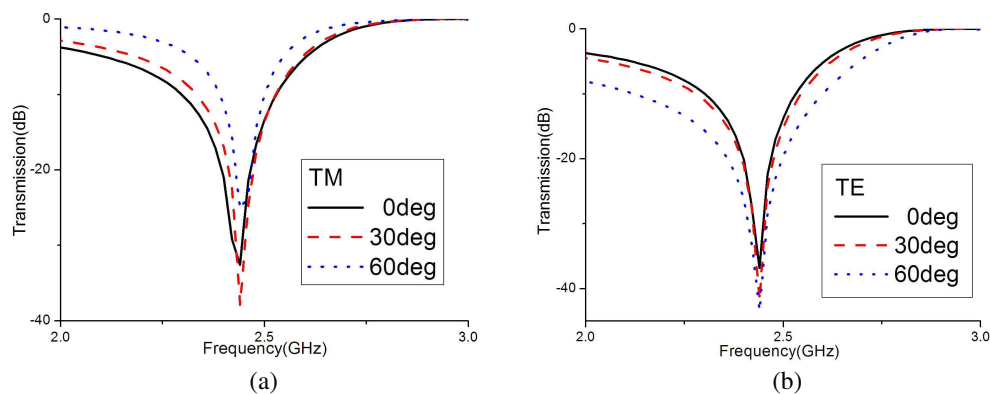 0
-20
-40
2.0
2.5
3.0
Transmission(dB)
Frequency(GHz)
TM
0deg
30deg
60deg
(a)
0
-20
-40
2.0
2.5
3.0
Transmission(dB)
Frequency(GHz)
TE
0deg
30deg
60deg
(b)